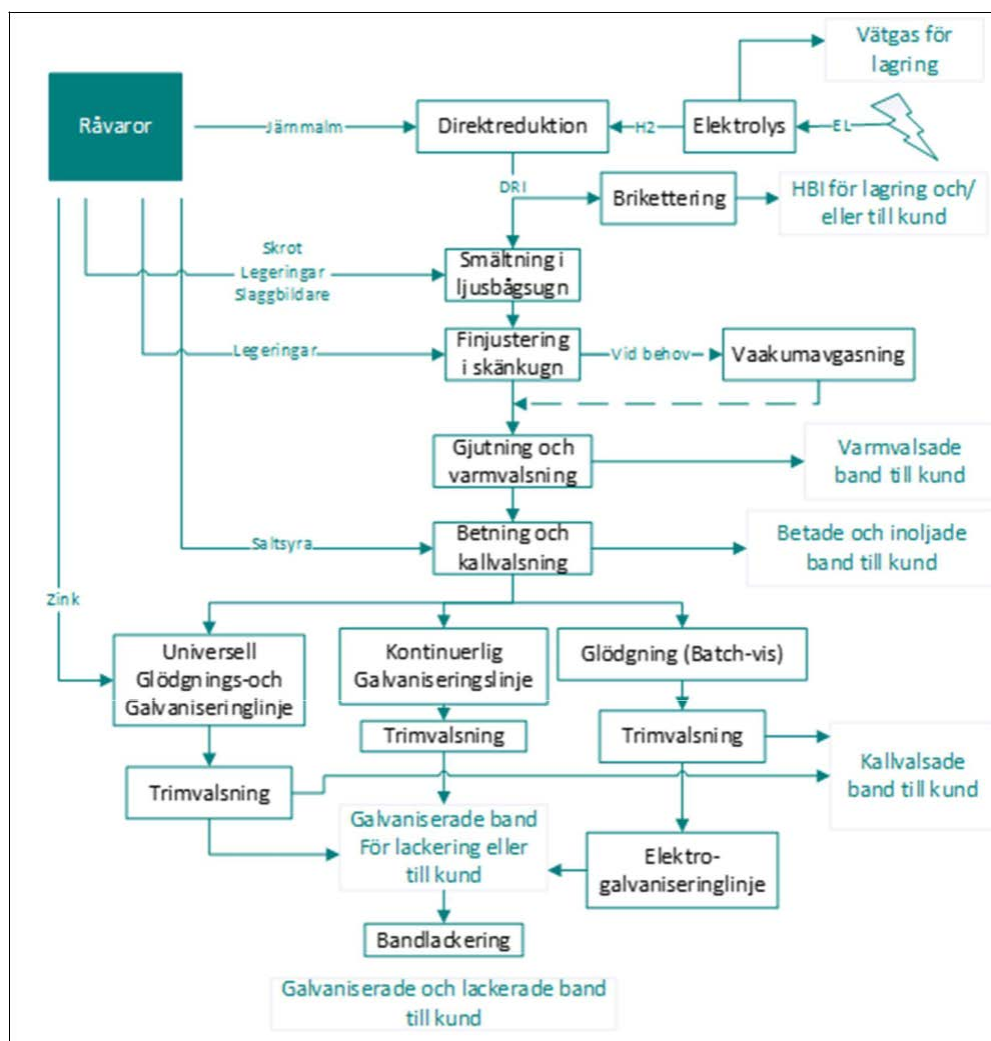 Vätgas för
lagring
Råvaror
Järnmalm
Direktreduktion
H2
Elektrolys
EL
DRI
Brikettering
HBI för lagring och/
eller till kund
Skrot
Legeringar
Slaggbildare
Smältning i
ljusbågsugn
Legeringar
Finjustering
i skänkugn
Vid behov
Vaakumavgasning
Gjutning och
varmvalsning
Varmvalsade
band till kund
Saltsyra
Betning och
kallvalsning
Betade och inoljade
band till kund
Zink
Universell
Glödgnings-och
Galvaniseringlinje
Kontinuerlig
Galvaniseringslinje
Glödgning (Batch-vis)
Trimvalsning
Trimvalsning
Trimvalsning
Kallvalsade
band till kund
Galvaniserade band
För lackering eller
till kund
Elektro-
galvaniseringlinje
Bandlackering
Galvaniserade och lackerade band
till kund